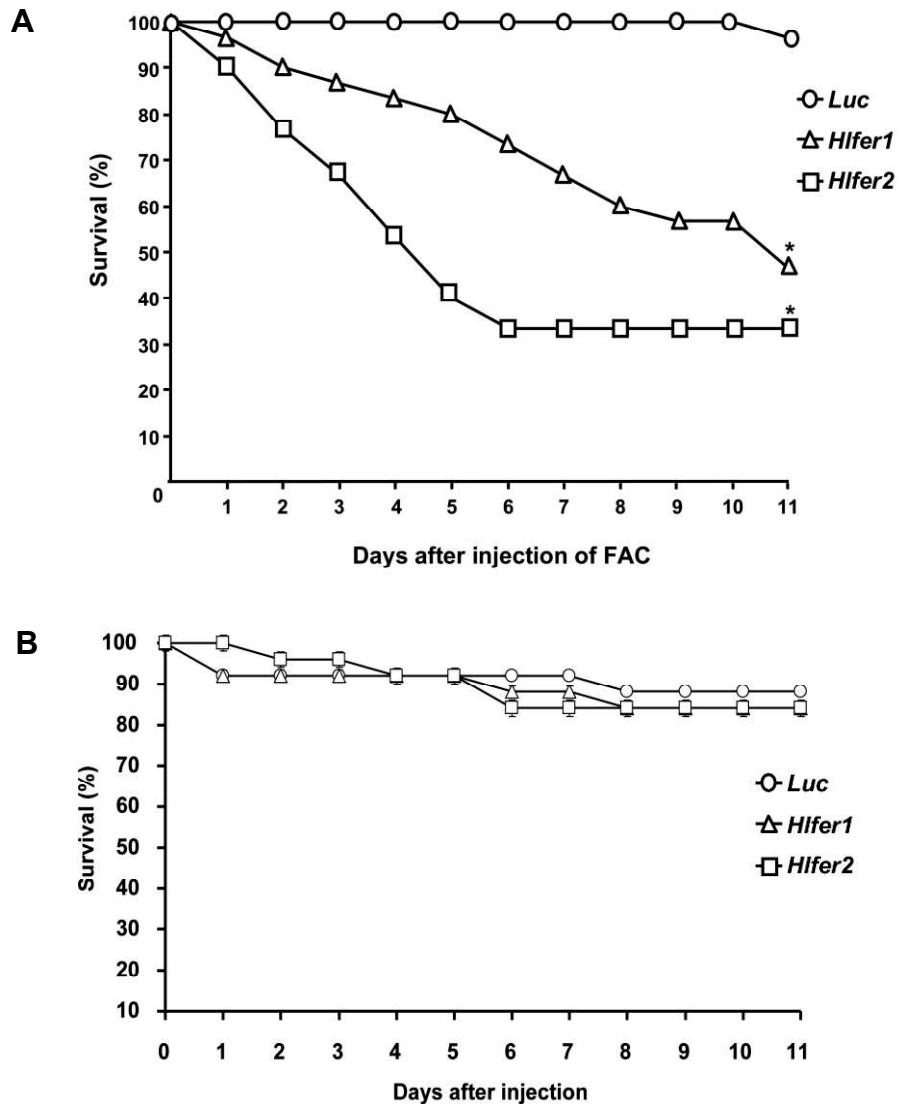 A
100
90
80
70
60
50
40
30
20
10
0
Survival (%)
Luc
Hlfer1
Hlfer2
*
*
1 2 3 4 5 6 7 8 9 10 11
Days after injection of FAC
B
100
90
80
70
60
50
40
30
20
10
Survival (%)
Luc
Hlfer1
Hlfer2
0 1 2 3 4 5 6 7 8 9 10 11
Days after injection